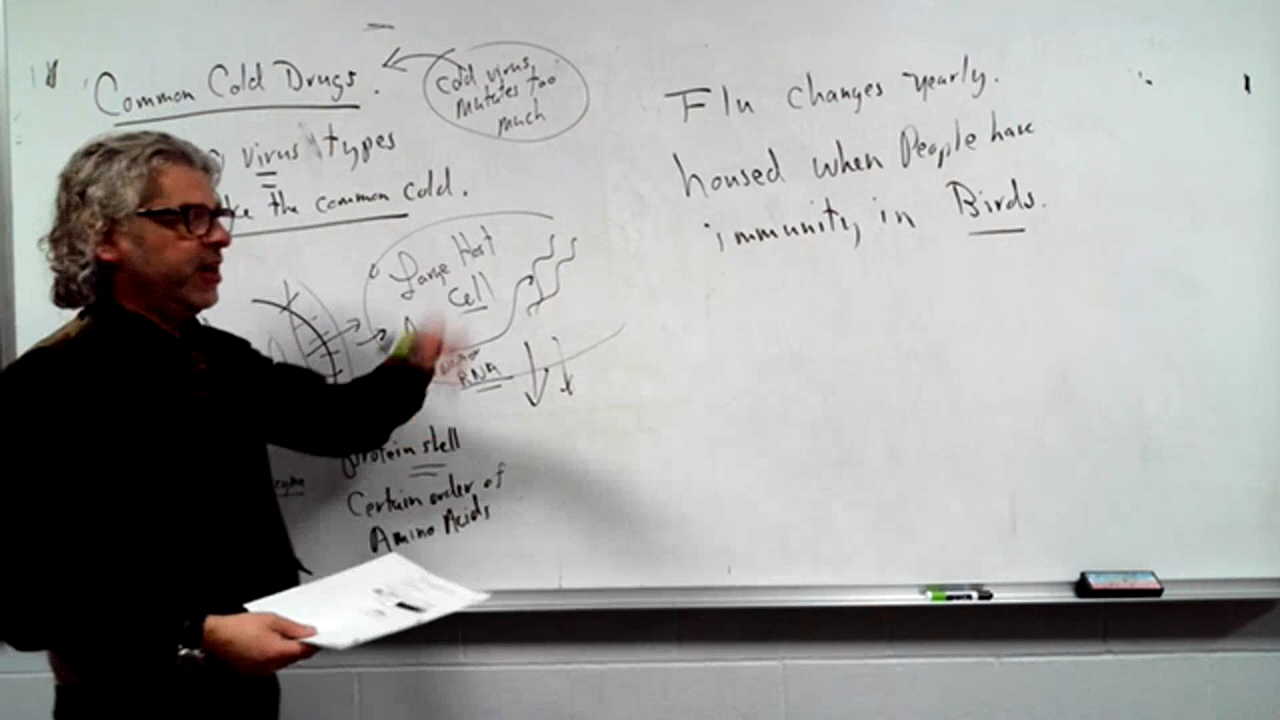 Common Cold Drugs.
Cold virus
mutates too
much
virus types
the common cold.
Large Host
Cell
RNA
Protein shell
Certain order of
Amino Acids
Flu changes yearly.
housed when People have
immunity in Birds.